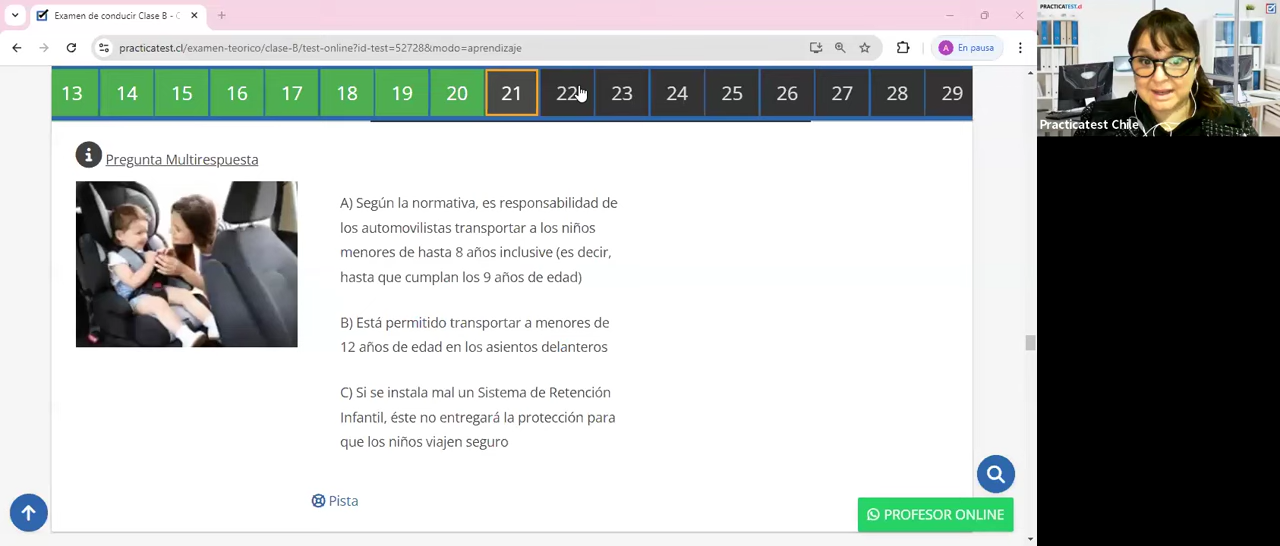 Examen de conducir Clase B - C
practicatest.cl/examen-teorico/clase-B/test-online?id-test=52728&modo=aprendizaje
A
En pausa
PRACTICATEST.cl
Practicatest Chile
13 14 15 16 17 18 19 20 21 22 23 24 25 26 27 28 29
Pregunta Multirespuesta
A) Según la normativa, es responsabilidad de
los automovilistas transportar a los niños
menores de hasta 8 años inclusive (es decir,
hasta que cumplan los 9 años de edad)
B) Está permitido transportar a menores de
12 años de edad en los asientos delanteros
C) Si se instala mal un Sistema de Retención
Infantil, éste no entregará la protección para
que los niños viajen seguro
Pista
PROFESOR ONLINE